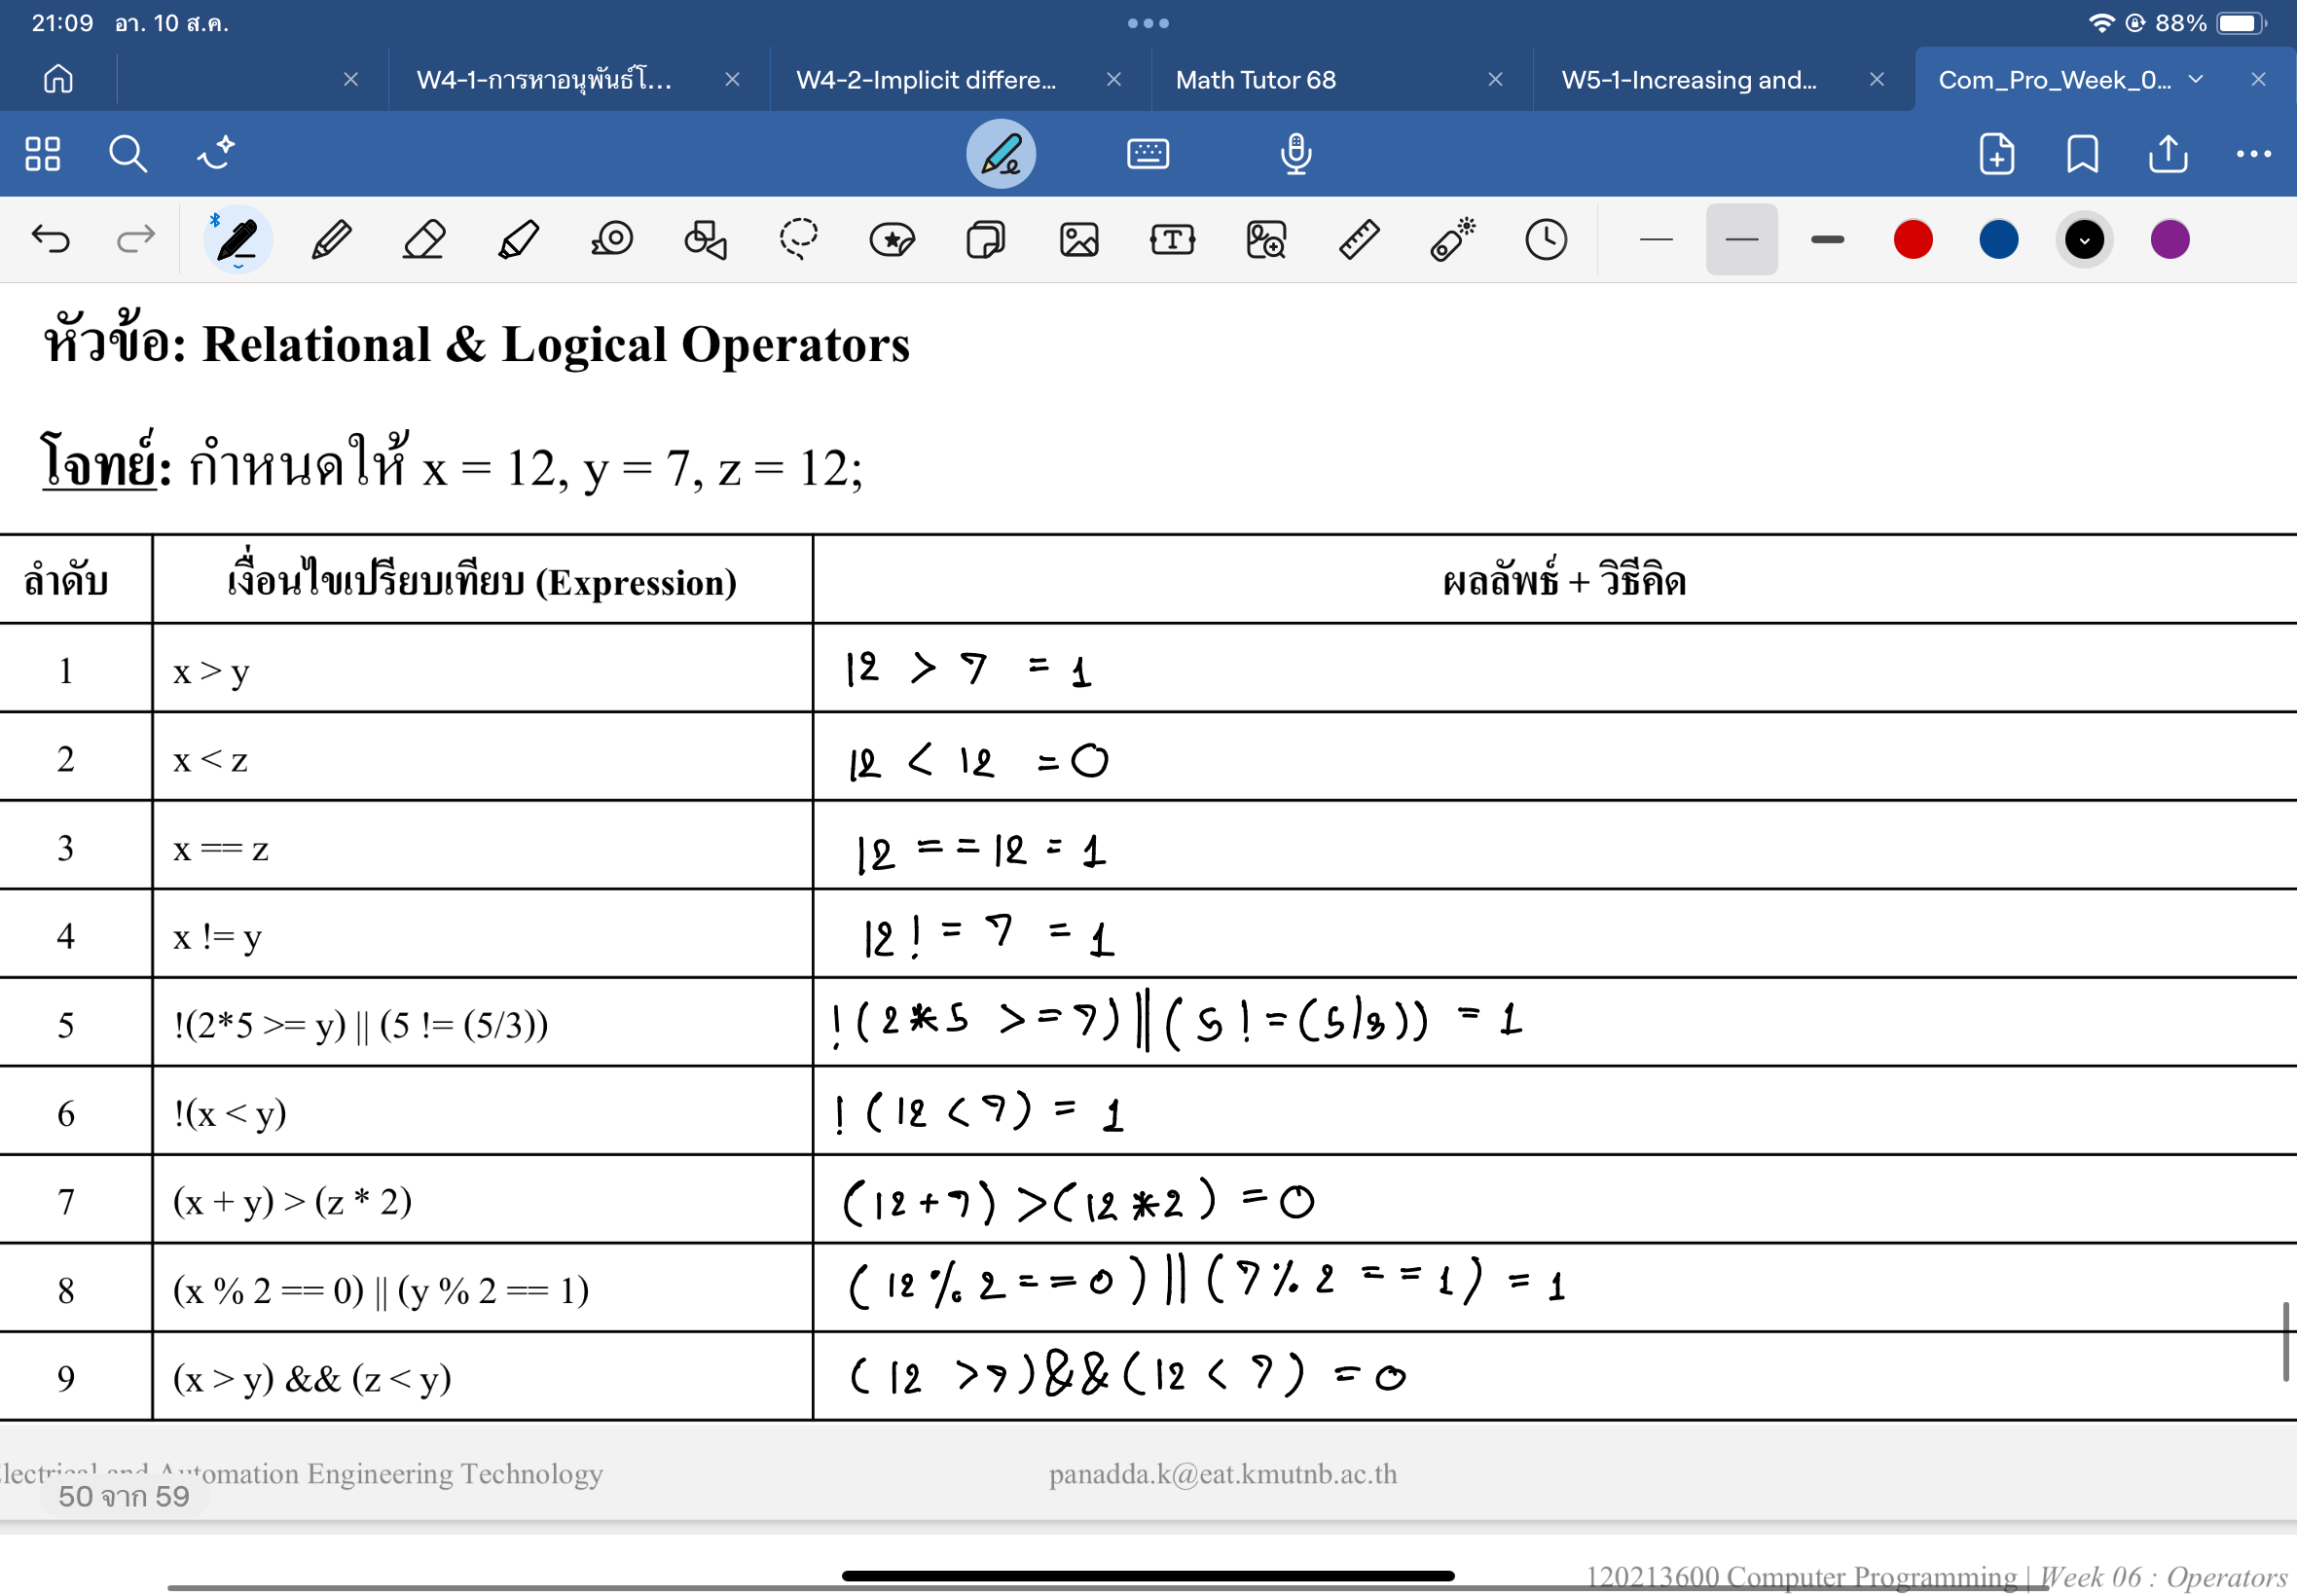 21:09 อา. 10 ส.ค. 88%
W4-1-การหาอนุพันธ์โ... W4-2-Implicit differe... Math Tutor 68 W5-1-Increasing and... Com_Pro_Week_0...
หัวข้อ: Relational & Logical Operators
โจทย์: กำหนดให้ x = 12, y = 7, z = 12;
ลำดับ เงื่อนไขเปรียบเทียบ (Expression) ผลลัพธ์ + วิธีคิด
1 x > y 12 > 7 = 1
2 x < z 12 < 12 = 0
3 x == z 12 == 12 = 1
4 x != y 12 != 7 = 1
5 !(2*5 >= y) || (5 != (5/3)) !(2*5 >= 7) || (5 != (5/3)) = 1
6 !(x < y) !(12 < 7) = 1
7 (x + y) > (z * 2) (12+7) > (12*2) = 0
8 (x % 2 == 0) || (y % 2 == 1) (12 % 2 == 0) || (7 % 2 == 1) = 1
9 (x > y) && (z < y) (12 > 7) && (12 < 7) = 0
Automation Engineering Technology panadda.k@eat.kmutnb.ac.th
50 จาก 59
120213600 Computer Programming | Week 06 : Operators